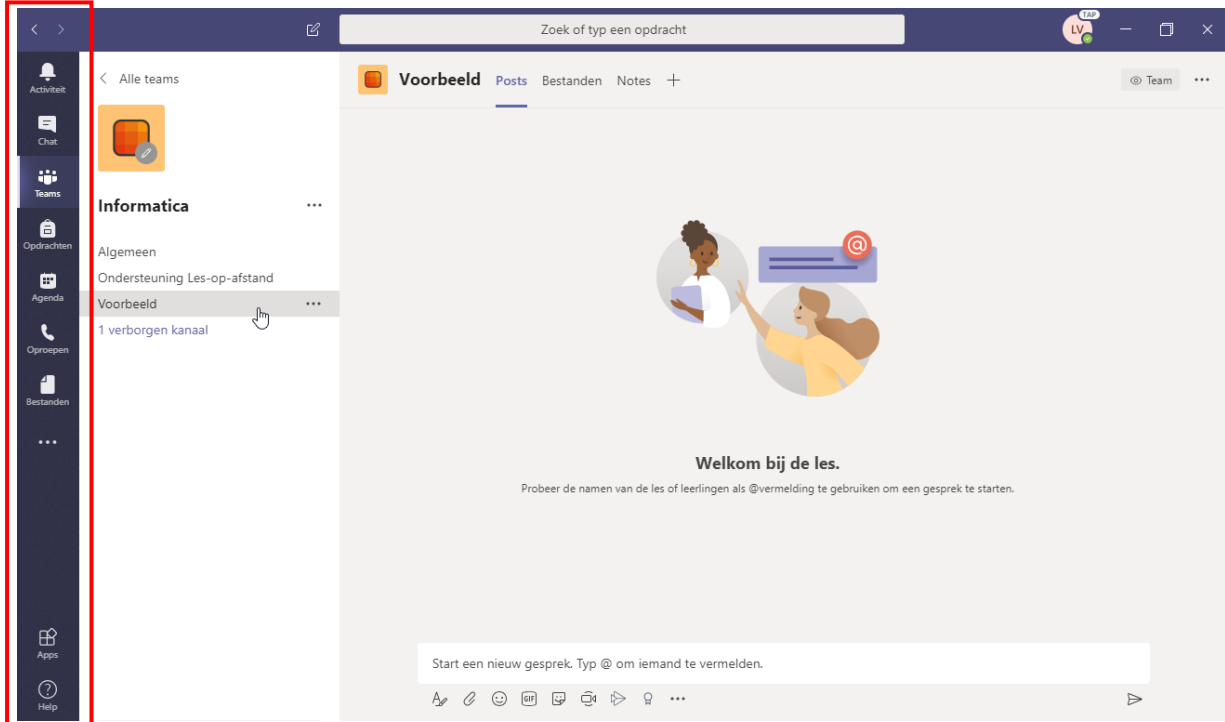 Zoek of typ een opdracht
TAP
LV
Activiteit
Chat
Teams
Opdrachten
Agenda
Oproepen
Bestanden
Apps
Help
Alle teams
Informatica
Algemeen
Ondersteuning Les-op-afstand
Voorbeeld
1 verborgen kanaal
Voorbeeld Posts Bestanden Notes
Team
@
Welkom bij de les.
Probeer de namen van de les of leerlingen als @vermelding te gebruiken om een gesprek te starten.
Start een nieuw gesprek. Typ @ om iemand te vermelden.
GIF